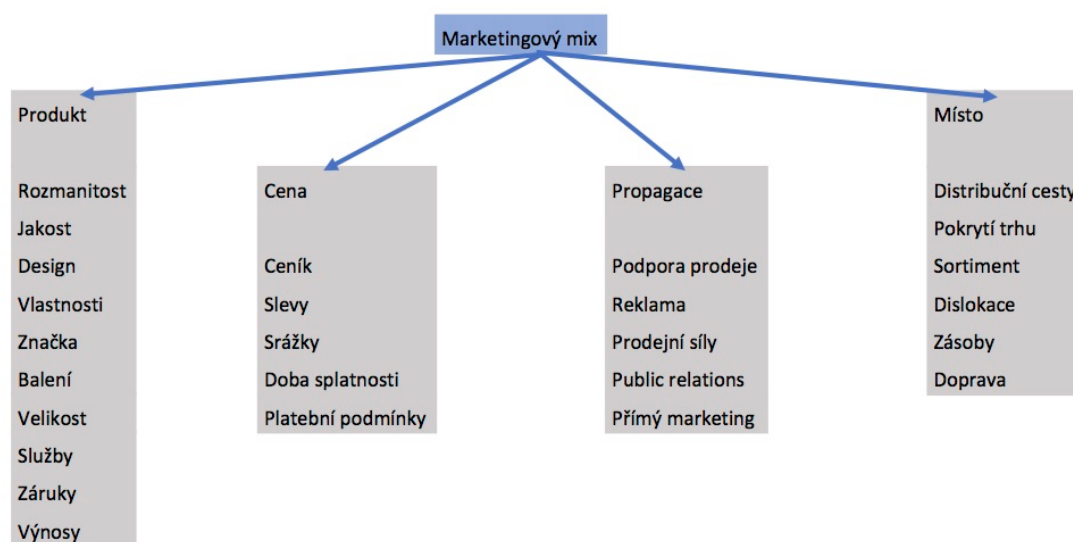 Marketingový mix
Produkt
Rozmanitost
Jakost
Design
Vlastnosti
Značka
Balení
Velikost
Služby
Záruky
Výnosy
Cena
Ceník
Slevy
Srážky
Doba splatnosti
Platební podmínky
Propagace
Podpora prodeje
Reklama
Prodejní síly
Public relations
Přímý marketing
Místo
Distribuční cesty
Pokrytí trhu
Sortiment
Dislokace
Zásoby
Doprava